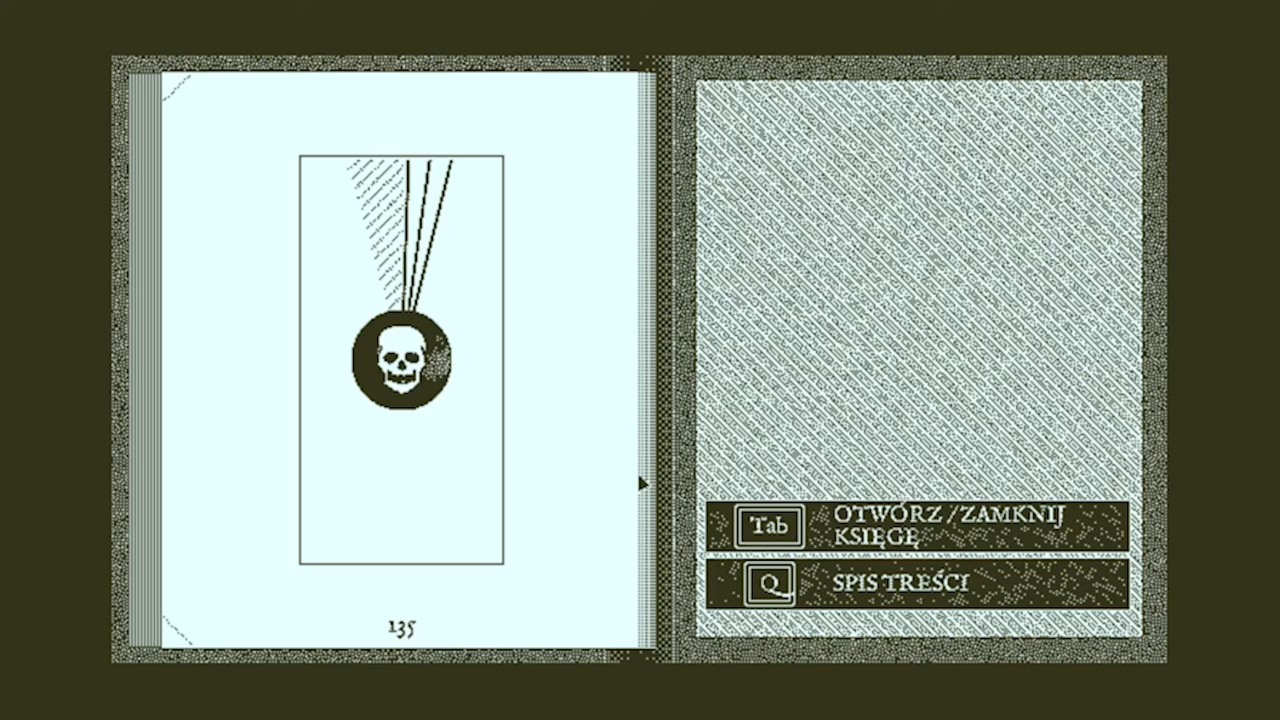 135
Tab
OTWÓRZ / ZAMKNIJ
KSIĘGĘ
Q
SPIS TREŚCI